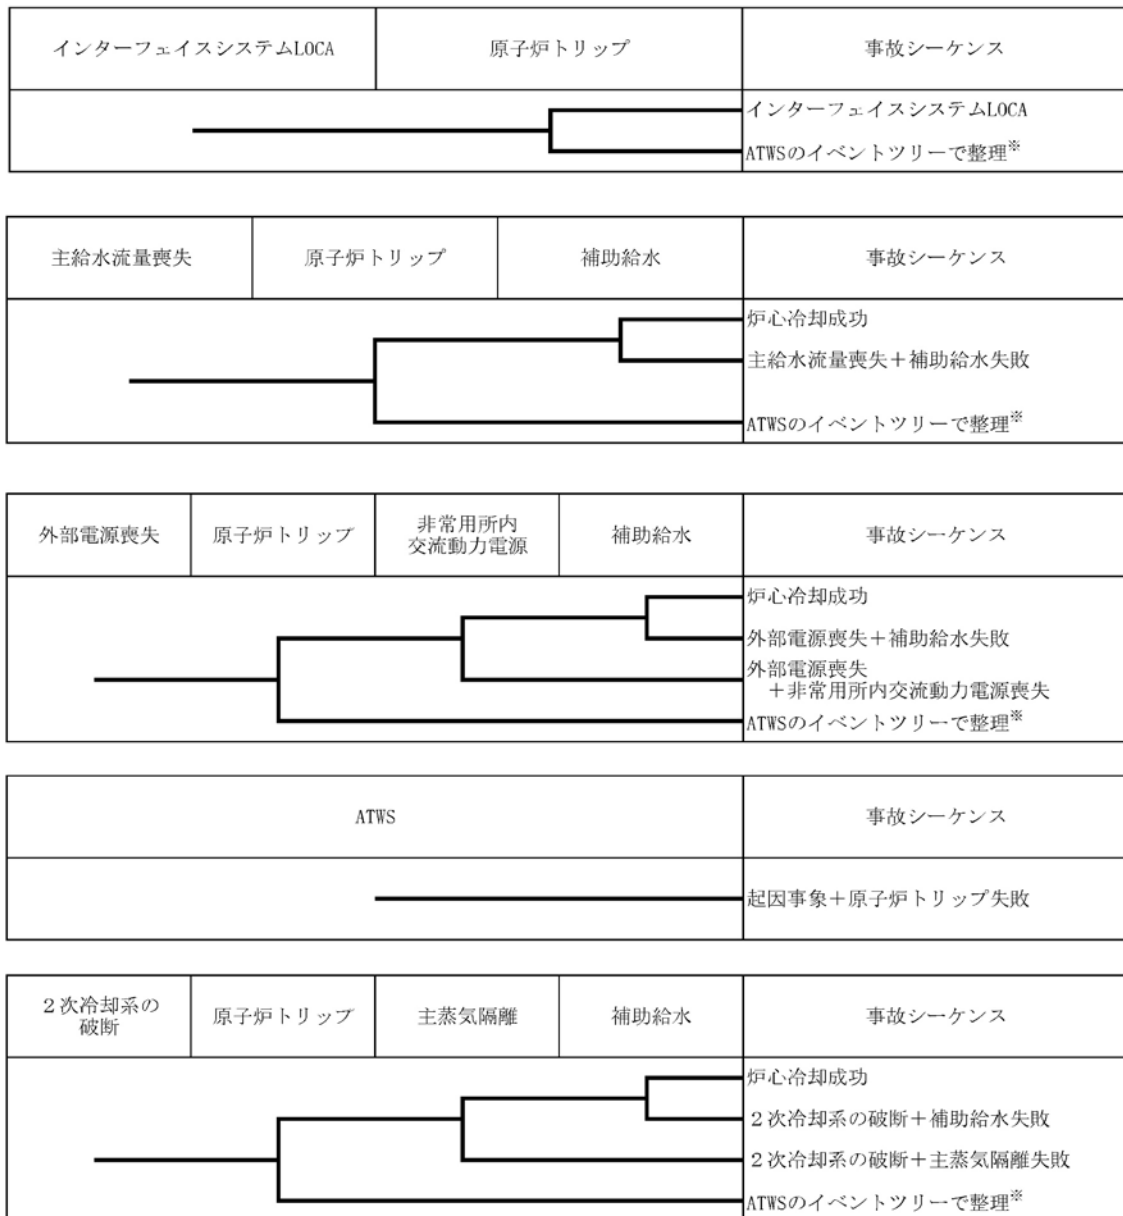 インターフェイスシステムLOCA
原子炉トリップ
事故シーケンス
インターフェイスシステムLOCA
ATWSのイベントツリーで整理※
主給水流量喪失
原子炉トリップ
補助給水
事故シーケンス
炉心冷却成功
主給水流量喪失＋補助給水失敗
ATWSのイベントツリーで整理※
外部電源喪失
原子炉トリップ
非常用所内
交流動力電源
補助給水
事故シーケンス
炉心冷却成功
外部電源喪失＋補助給水失敗
外部電源喪失
＋非常用所内交流動力電源喪失
ATWSのイベントツリーで整理※
ATWS
事故シーケンス
起因事象＋原子炉トリップ失敗
２次冷却系の
破断
原子炉トリップ
主蒸気隔離
補助給水
事故シーケンス
炉心冷却成功
２次冷却系の破断＋補助給水失敗
２次冷却系の破断＋主蒸気隔離失敗
ATWSのイベントツリーで整理※